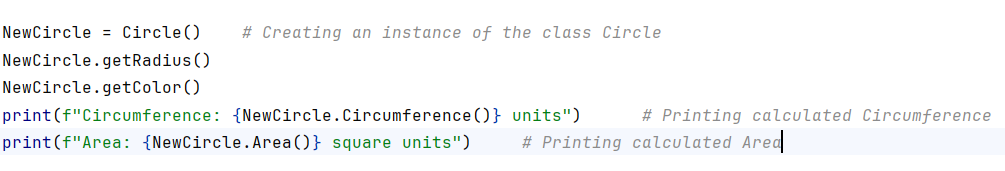 NewCircle = Circle()    # Creating an instance of the class Circle
NewCircle.getRadius()
NewCircle.getColor()
print(f"Circumference: {NewCircle.Circumference()} units")      # Printing calculated Circumference
print(f"Area: {NewCircle.Area()} square units")     # Printing calculated Area